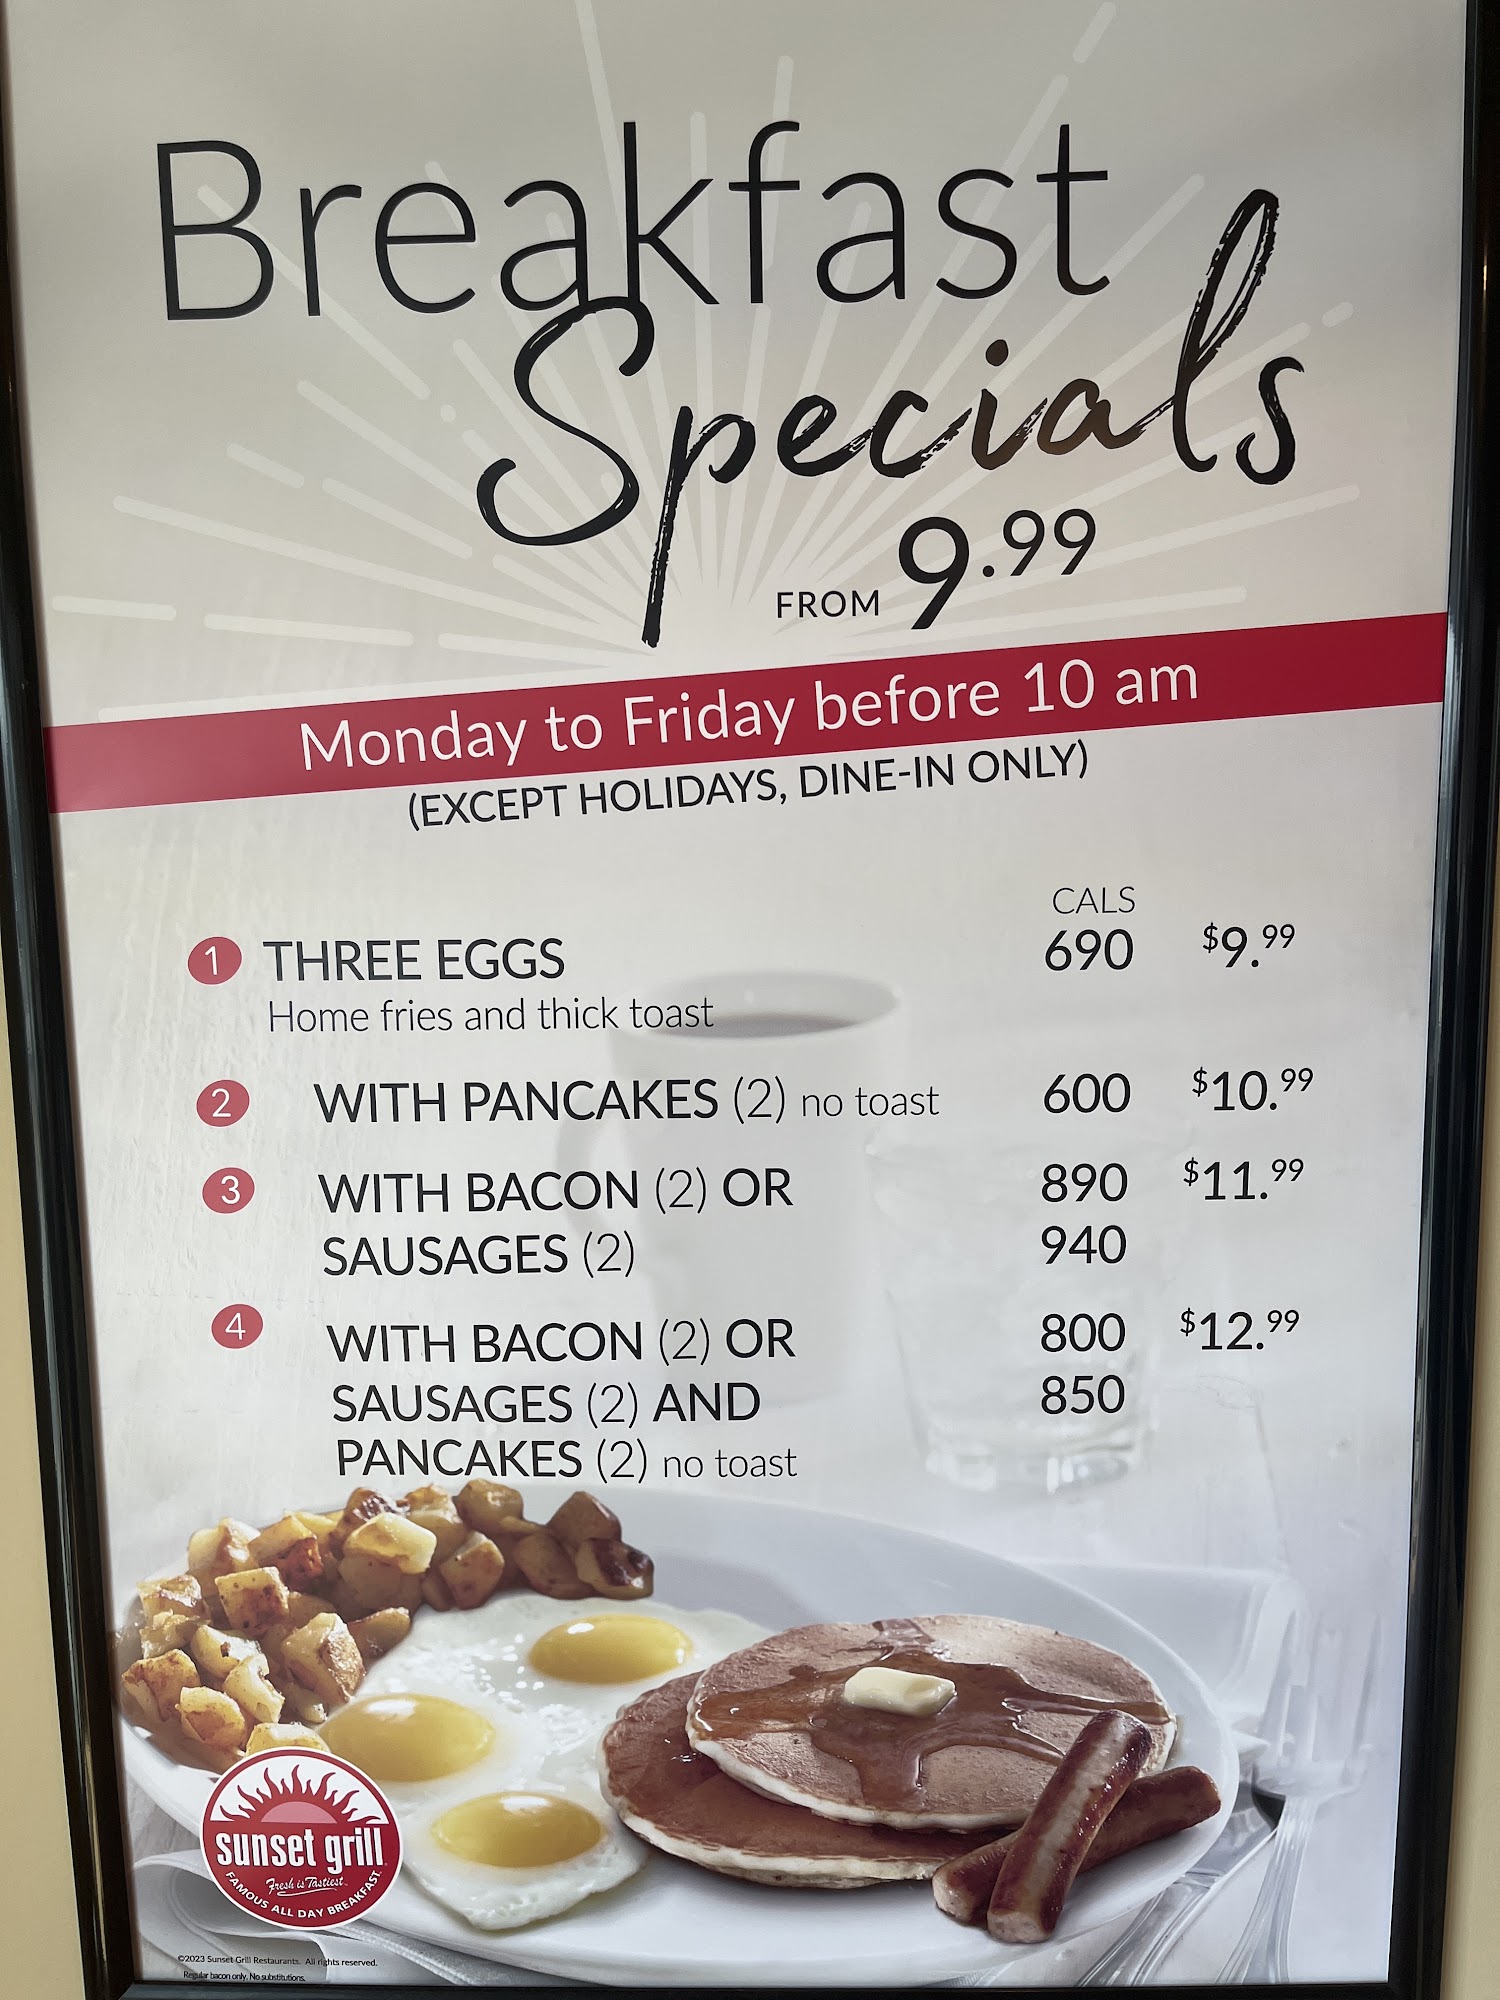 Breakfast
Specials
FROM 9.99
Monday to Friday before 10 am
(EXCEPT HOLIDAYS, DINE-IN ONLY)
CALS
1 THREE EGGS 690 $9.99
Home fries and thick toast
2 WITH PANCAKES (2) no toast 600 $10.99
3 WITH BACON (2) OR 890 $11.99
SAUSAGES (2) 940
4 WITH BACON (2) OR 800 $12.99
SAUSAGES (2) AND 850
PANCAKES (2) no toast
sunset grill
Fresh is Tastiest
FAMOUS ALL DAY BREAKFAST
©2023 Sunset Grill Restaurants. All rights reserved.
Regular bacon only. No substitutions.